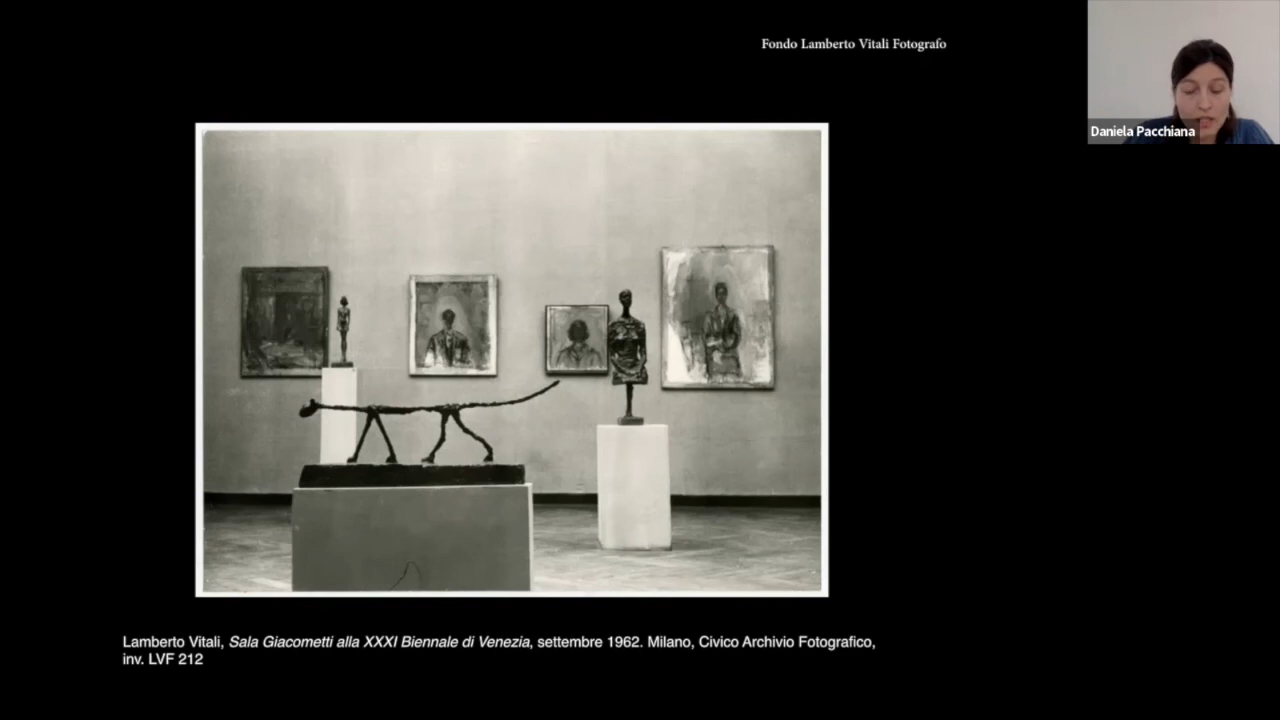 Fondo Lamberto Vitali Fotografo
Daniela Pacchiana
Lamberto Vitali, Sala Giacometti alla XXXI Biennale di Venezia, settembre 1962. Milano, Civico Archivio Fotografico,
inv. LVF 212